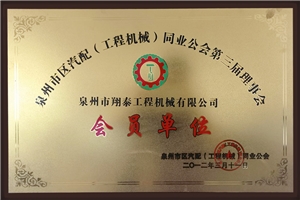 泉州市区汽配（工程机械）同业公会第三届理事会
泉州市翔泰工程机械有限公司
会员单位
泉州市区汽配（工程机械）同业公会
二〇一二年三月十一日